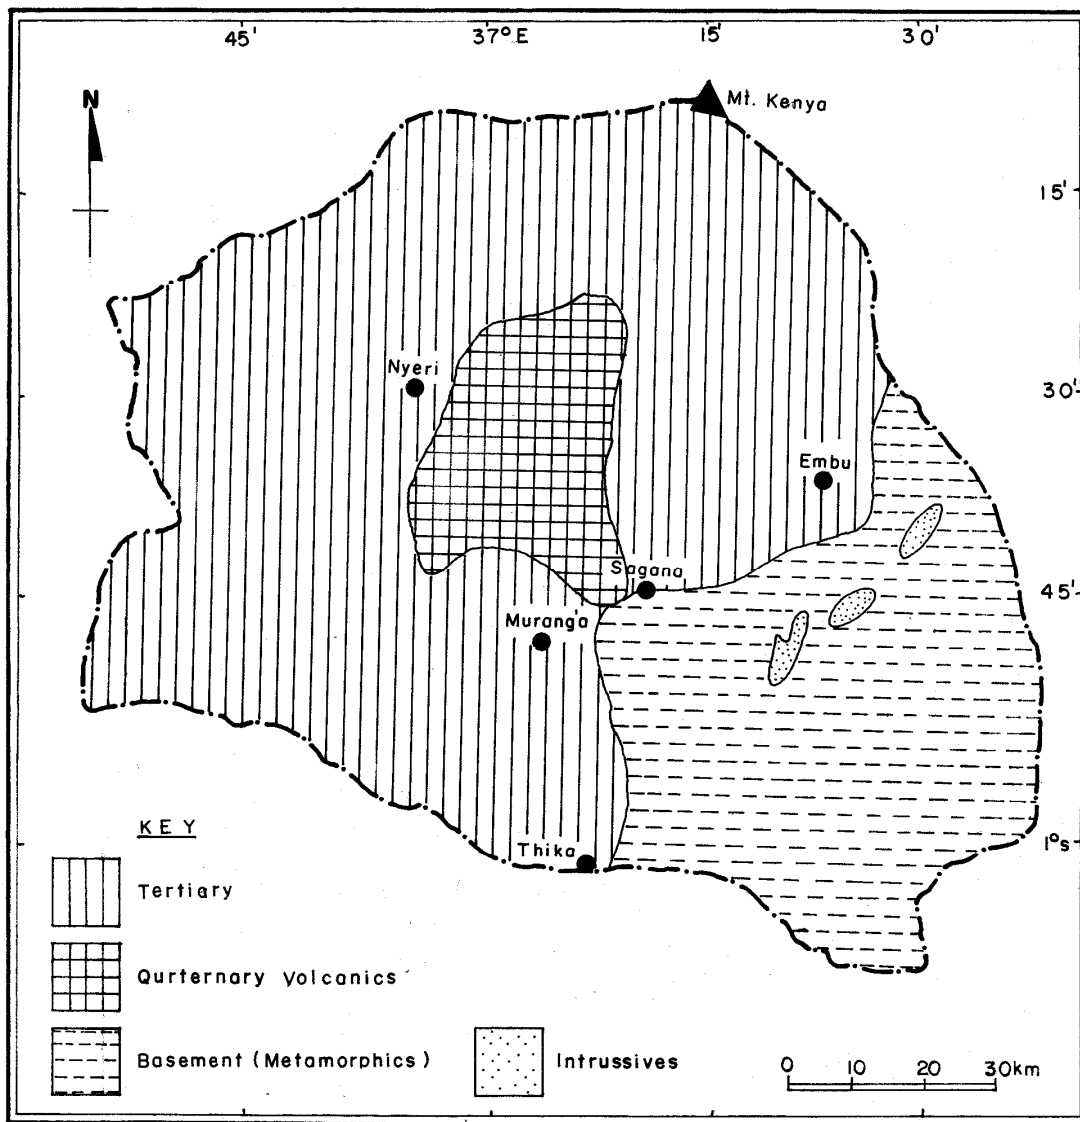 45' 37° E 15' 30'
N
Mt. Kenya
15'
Nyeri
30'
Embu
Sagana
45'
Murang'a
KEY
Thika
1°s
Tertiary
Qurternary Volcanics
Basement (Metamorphics)
Intrussives
0 10 20 30km